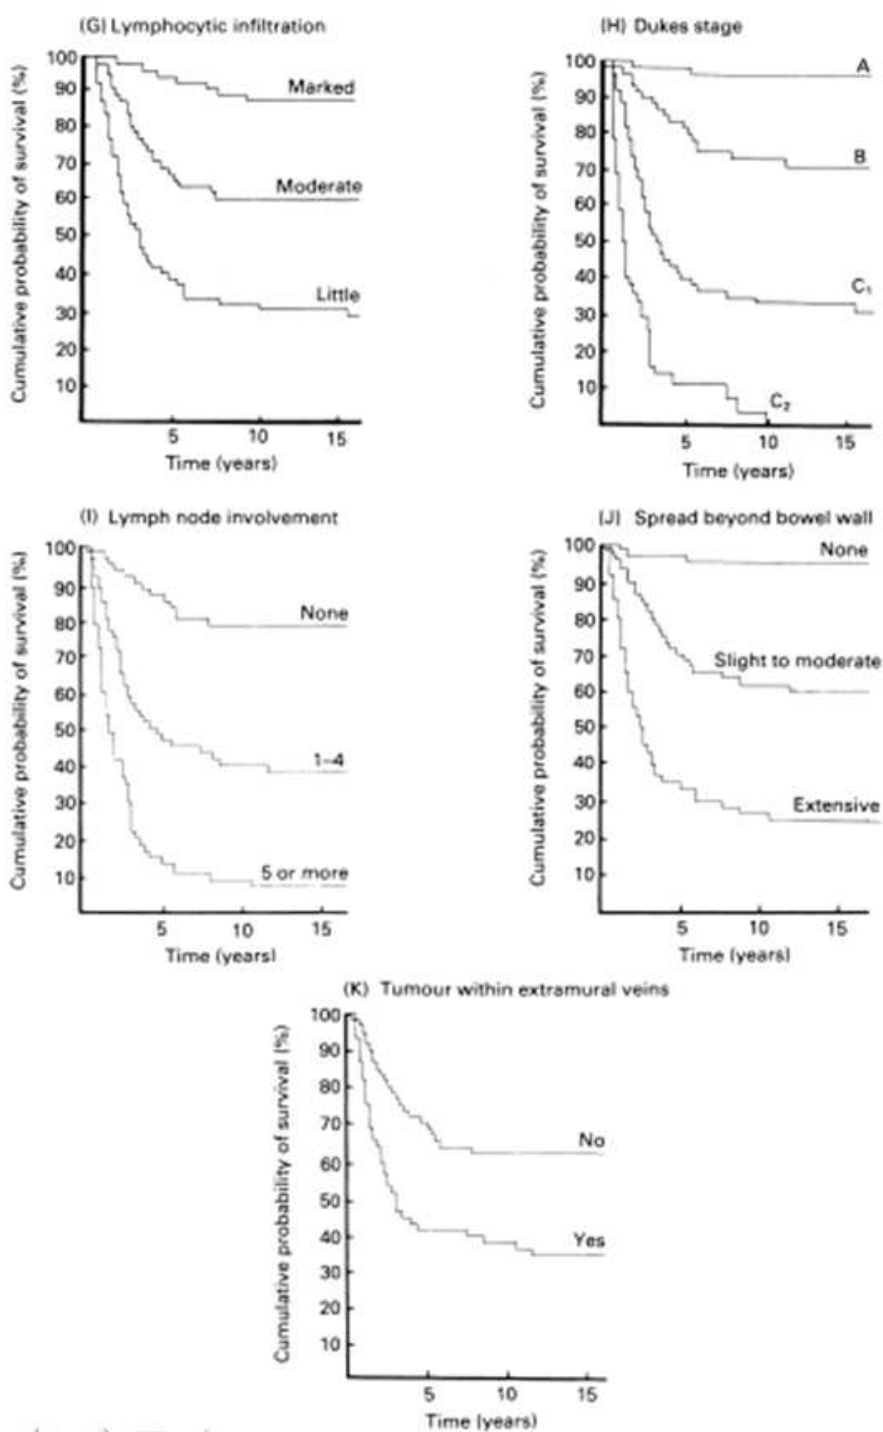 (G) Lymphocytic infiltration
Cumulative probability of survival (%)
100
90
80
70
60
50
40
30
20
10
Marked
Moderate
Little
5 10 15
Time (years)
(H) Dukes stage
Cumulative probability of survival (%)
100
90
80
70
60
50
40
30
20
10
A
B
C₁
C₂
5 10 15
Time (years)
(I) Lymph node involvement
Cumulative probability of survival (%)
100
90
80
70
60
50
40
30
20
10
None
1–4
5 or more
5 10 15
Time (years)
(J) Spread beyond bowel wall
Cumulative probability of survival (%)
100
90
80
70
60
50
40
30
20
10
None
Slight to moderate
Extensive
5 10 15
Time (years)
(K) Tumour within extramural veins
Cumulative probability of survival (%)
100
90
80
70
60
50
40
30
20
10
No
Yes
5 10 15
Time (years)